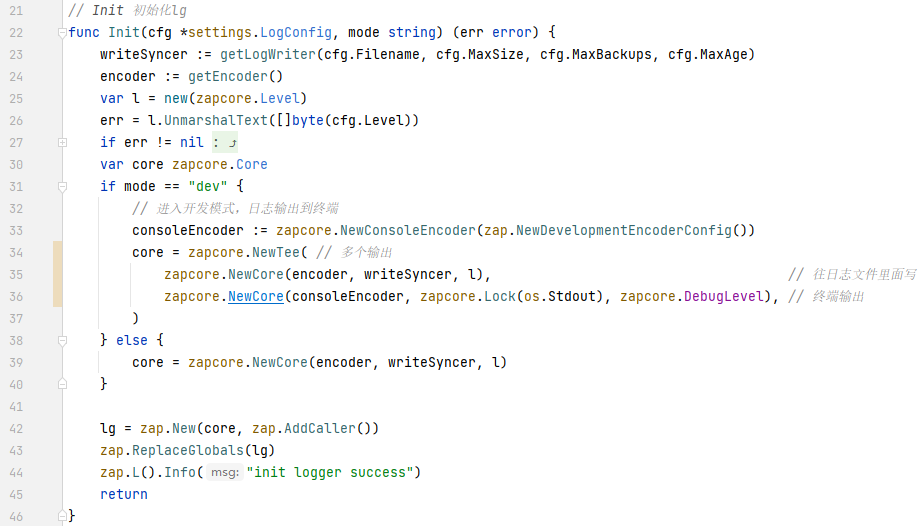 21 // Init 初始化lg
22 func Init(cfg *settings.LogConfig, mode string) (err error) {
23     writeSyncer := getLogWriter(cfg.Filename, cfg.MaxSize, cfg.MaxBackups, cfg.MaxAge)
24     encoder := getEncoder()
25     var l = new(zapcore.Level)
26     err = l.UnmarshalText([]byte(cfg.Level))
27     if err != nil :
30     var core zapcore.Core
31     if mode == "dev" {
32         // 进入开发模式，日志输出到终端
33         consoleEncoder := zapcore.NewConsoleEncoder(zap.NewDevelopmentEncoderConfig())
34         core = zapcore.NewTee( // 多个输出
35             zapcore.NewCore(encoder, writeSyncer, l), // 往日志文件里面写
36             zapcore.NewCore(consoleEncoder, zapcore.Lock(os.Stdout), zapcore.DebugLevel), // 终端输出
37         )
38     } else {
39         core = zapcore.NewCore(encoder, writeSyncer, l)
40     }
41
42     lg = zap.New(core, zap.AddCaller())
43     zap.ReplaceGlobals(lg)
44     zap.L().Info( msg: "init logger success")
45     return
46 }